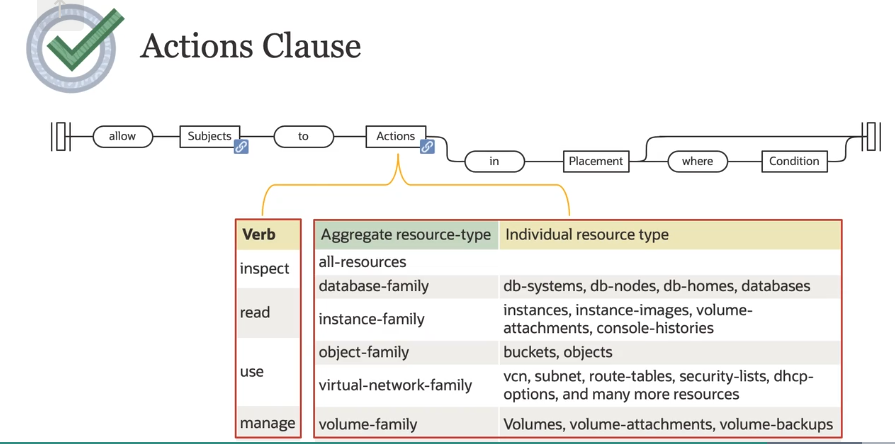 Actions Clause
allow Subjects to Actions
in Placement where Condition
Verb
inspect
read
use
manage
Aggregate resource-type Individual resource type
all-resources
database-family db-systems, db-nodes, db-homes, databases
instance-family instances, instance-images, volume-
attachments, console-histories
object-family buckets, objects
virtual-network-family vcn, subnet, route-tables, security-lists, dhcp-
options, and many more resources
volume-family Volumes, volume-attachments, volume-backups